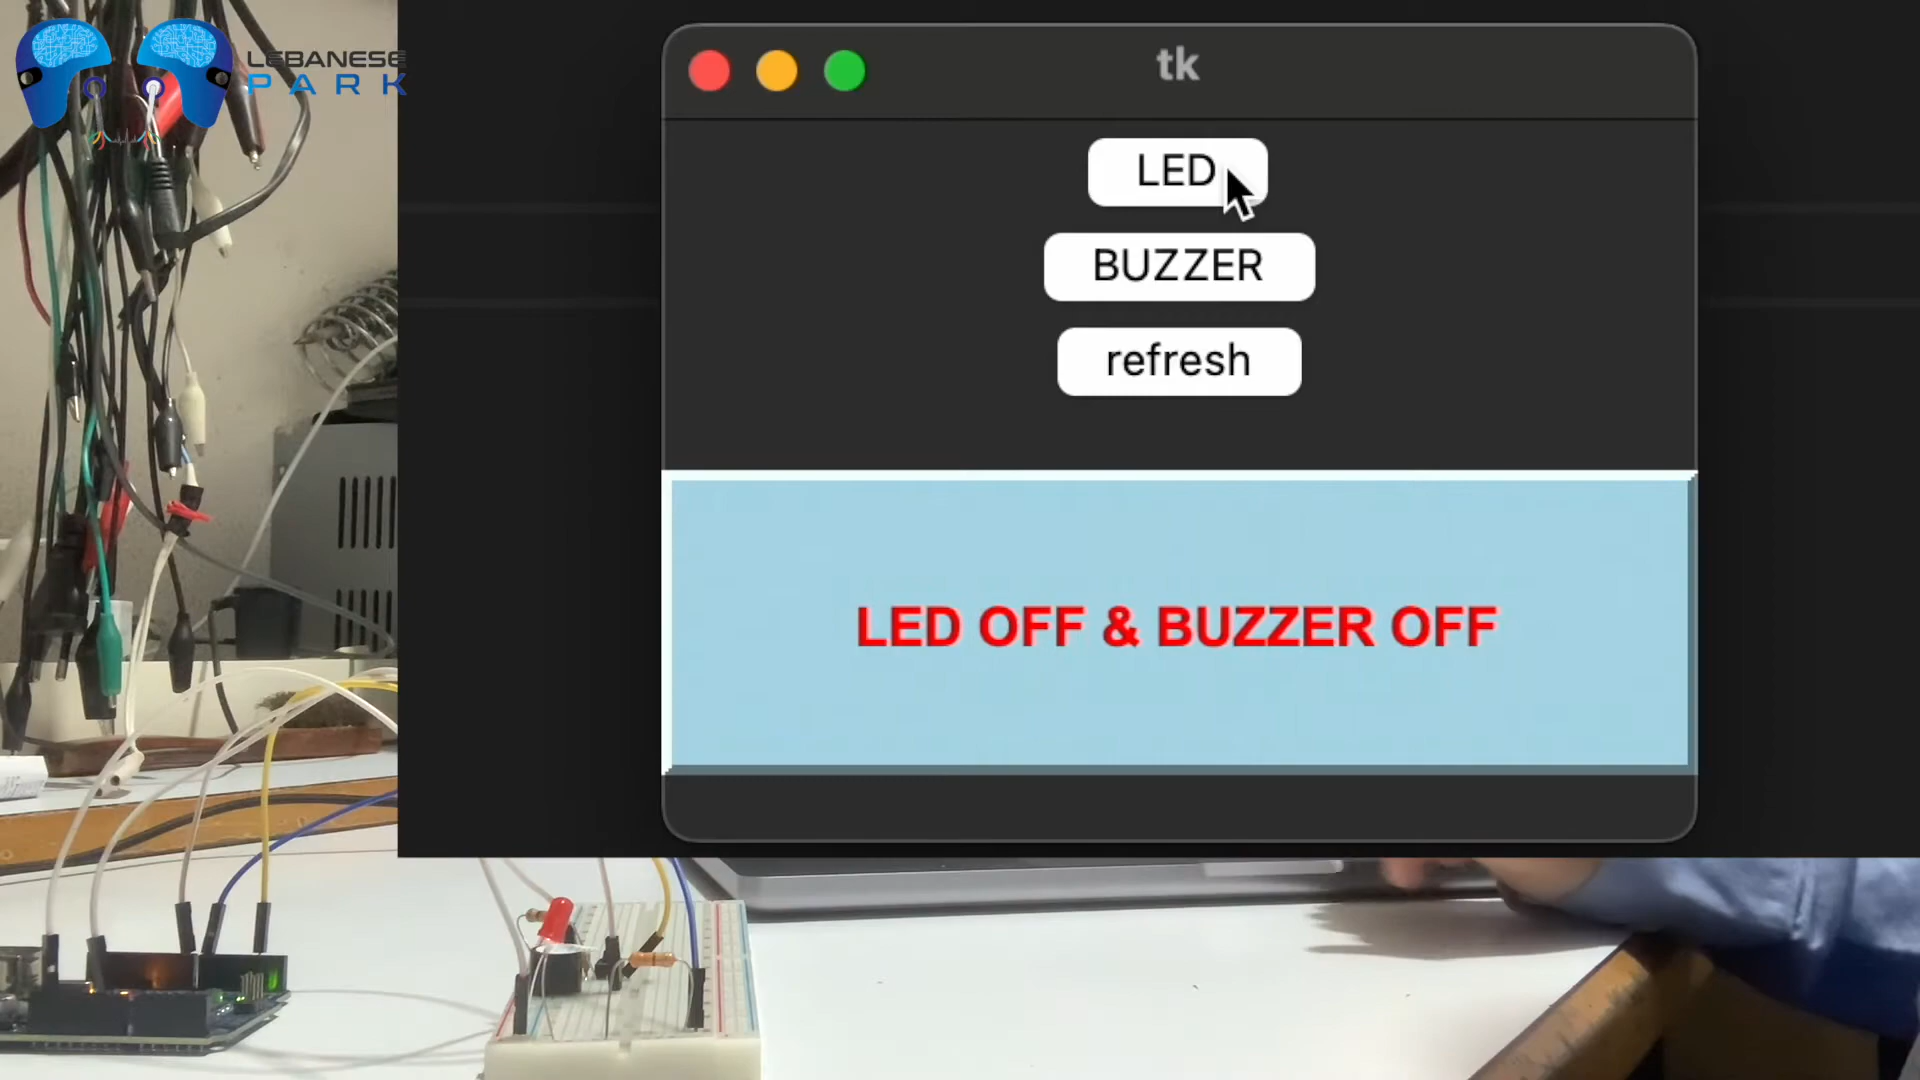 LEBANESE
PARK
tk
LED
BUZZER
refresh
LED OFF & BUZZER OFF